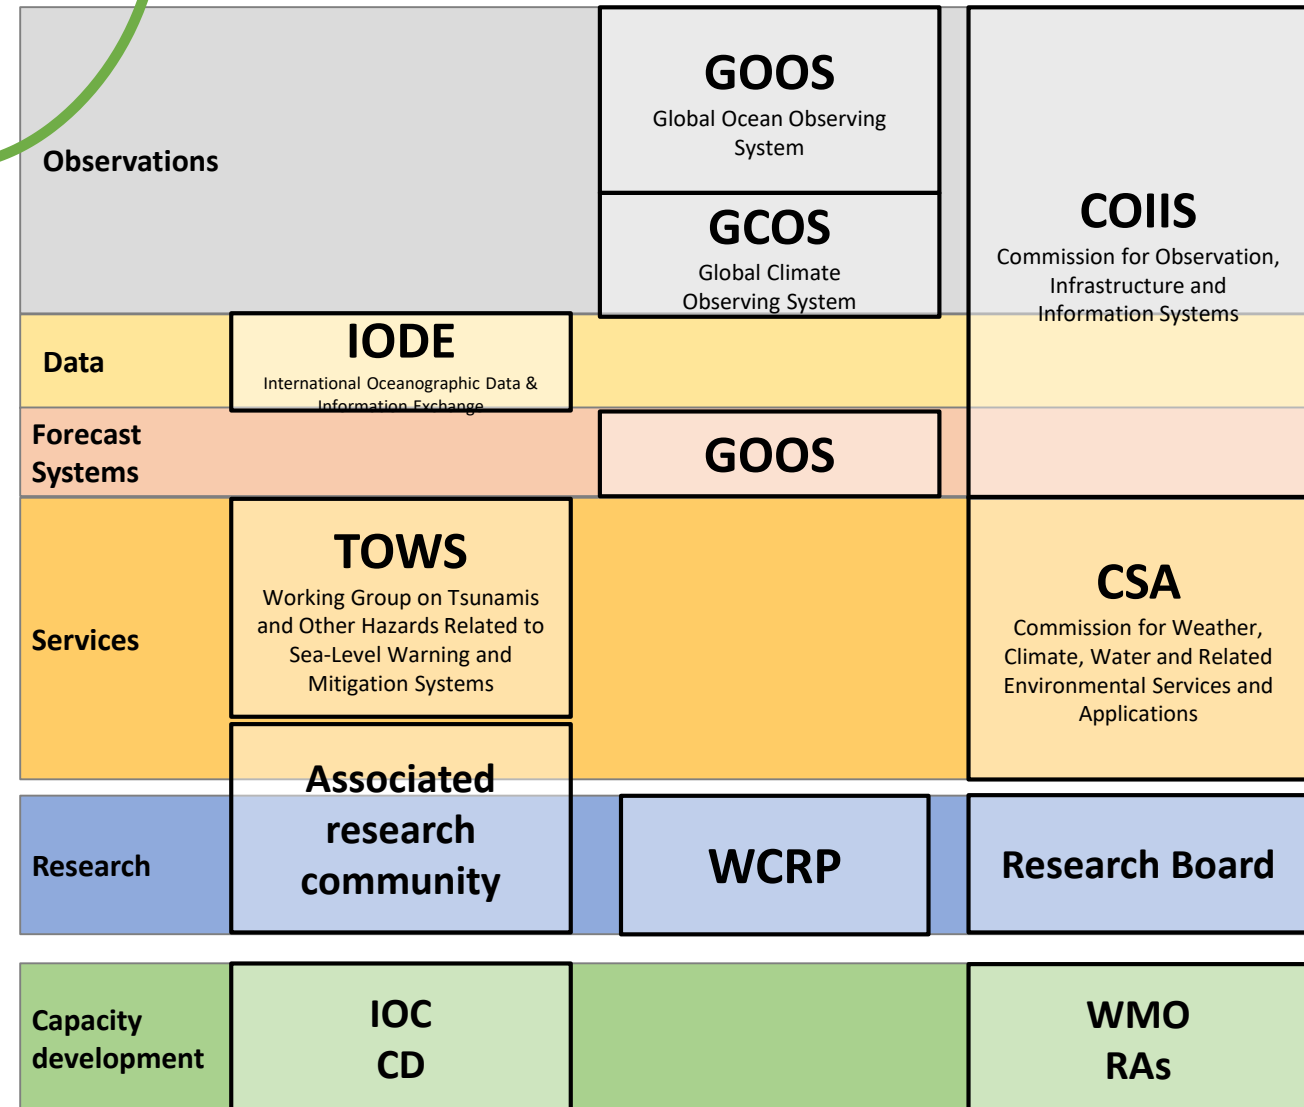 Observations
GOOS
Global Ocean Observing
System
GCOS
Global Climate
Observing System
COIIS
Commission for Observation,
Infrastructure and
Information Systems
Data
IODE
International Oceanographic Data &
Information Exchange
Forecast
Systems
GOOS
Services
TOWS
Working Group on Tsunamis
and Other Hazards Related to
Sea-Level Warning and
Mitigation Systems
CSA
Commission for Weather,
Climate, Water and Related
Environmental Services and
Applications
Research
Associated
research
community
WCRP
Research Board
Capacity
development
IOC
CD
WMO
RAs